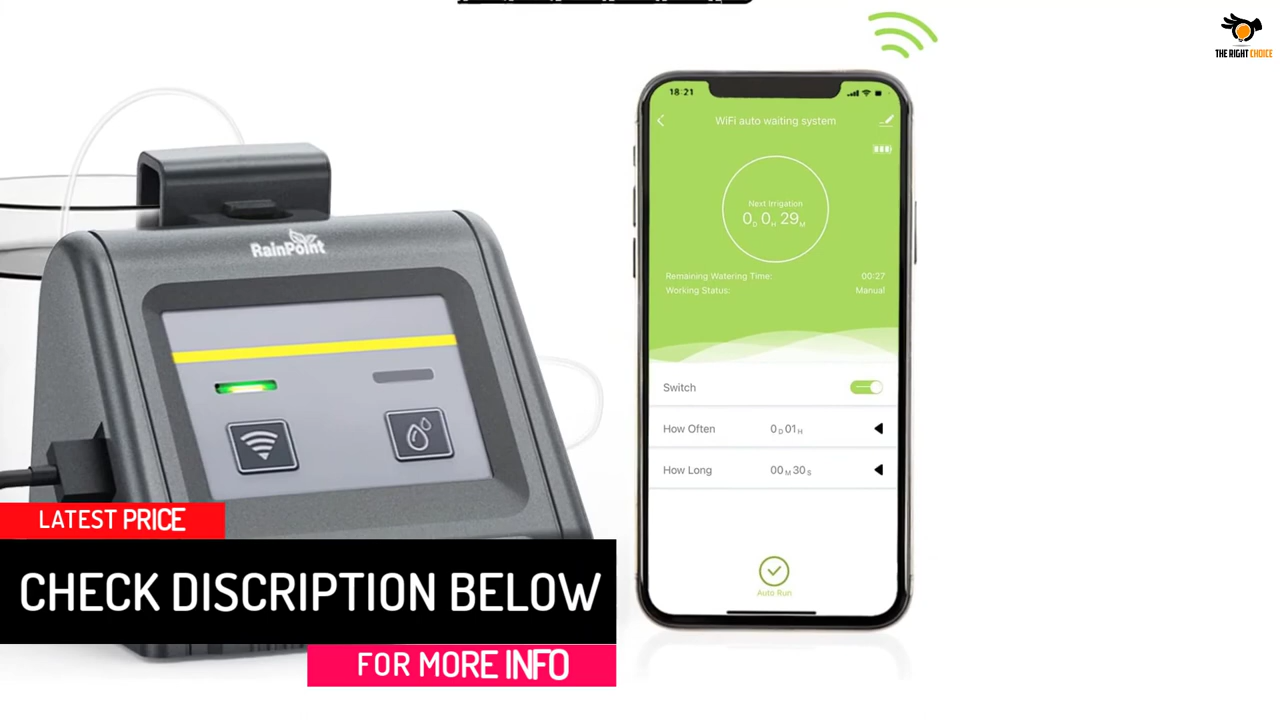 THE RIGHT CHOICE
18:21
WiFi auto waiting system
Next Irrigation
0D 0H 29M
Remaining Watering Time: 00:27
Working Status: Manual
Switch
How Often 0D 01H
How Long 00M 30S
Auto Run
RainPoint
LATEST PRICE
CHECK DISCRIPTION BELOW
FOR MORE INFO